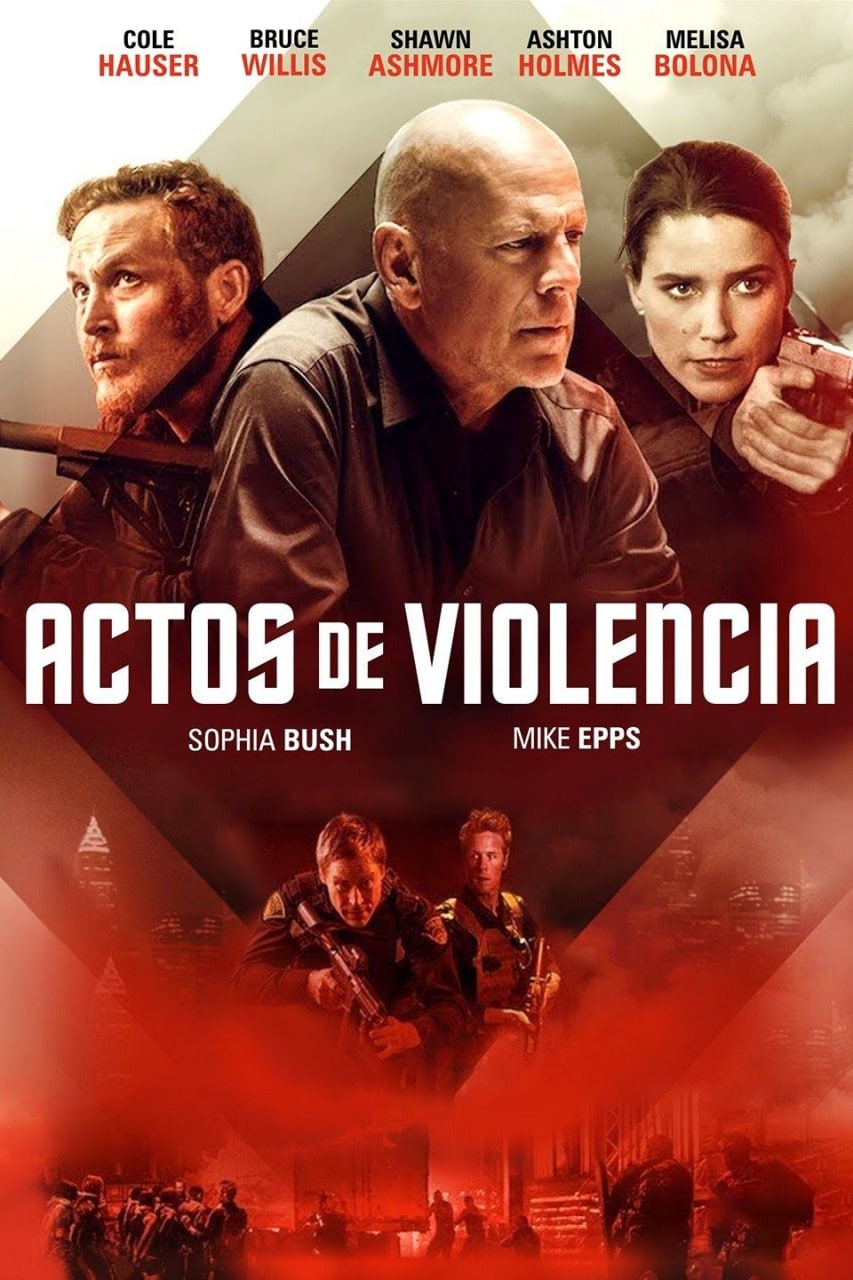 COLE BRUCE SHAWN ASHTON MELISA
HAUSER WILLIS ASHMORE HOLMES BOLONA
ACTOS DE VIOLENCIA
SOPHIA BUSH MIKE EPPS